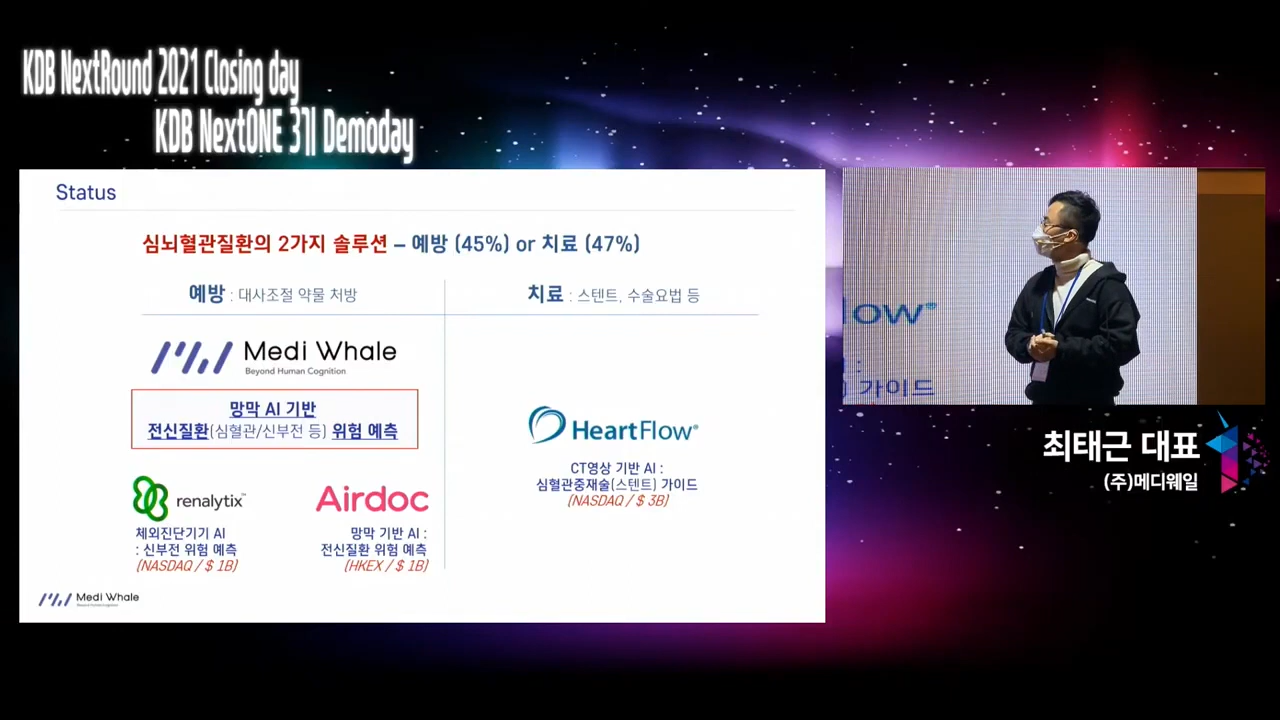 KDB NextRound 2021 Closing day
KDB NextONE 3기 Demoday
Status
심뇌혈관질환의 2가지 솔루션 – 예방 (45%) or 치료 (47%)
예방 : 대사조절 약물 처방
치료 : 스텐트, 수술요법 등
Medi Whale
Beyond Human Cognition
망막 AI 기반
전신질환(심혈관/신부전 등) 위험 예측
renalytix™
체외진단기기 AI
: 신부전 위험 예측
(NASDAQ / $ 1B)
Airdoc
망막 기반 AI :
전신질환 위험 예측
(HKEX / $ 1B)
HeartFlow®
CT영상 기반 AI :
심혈관중재술(스텐트) 가이드
(NASDAQ / $ 3B)
Medi Whale
Beyond Human Cognition
low®
:
) 가이드
최태근 대표
(주)메디웨일